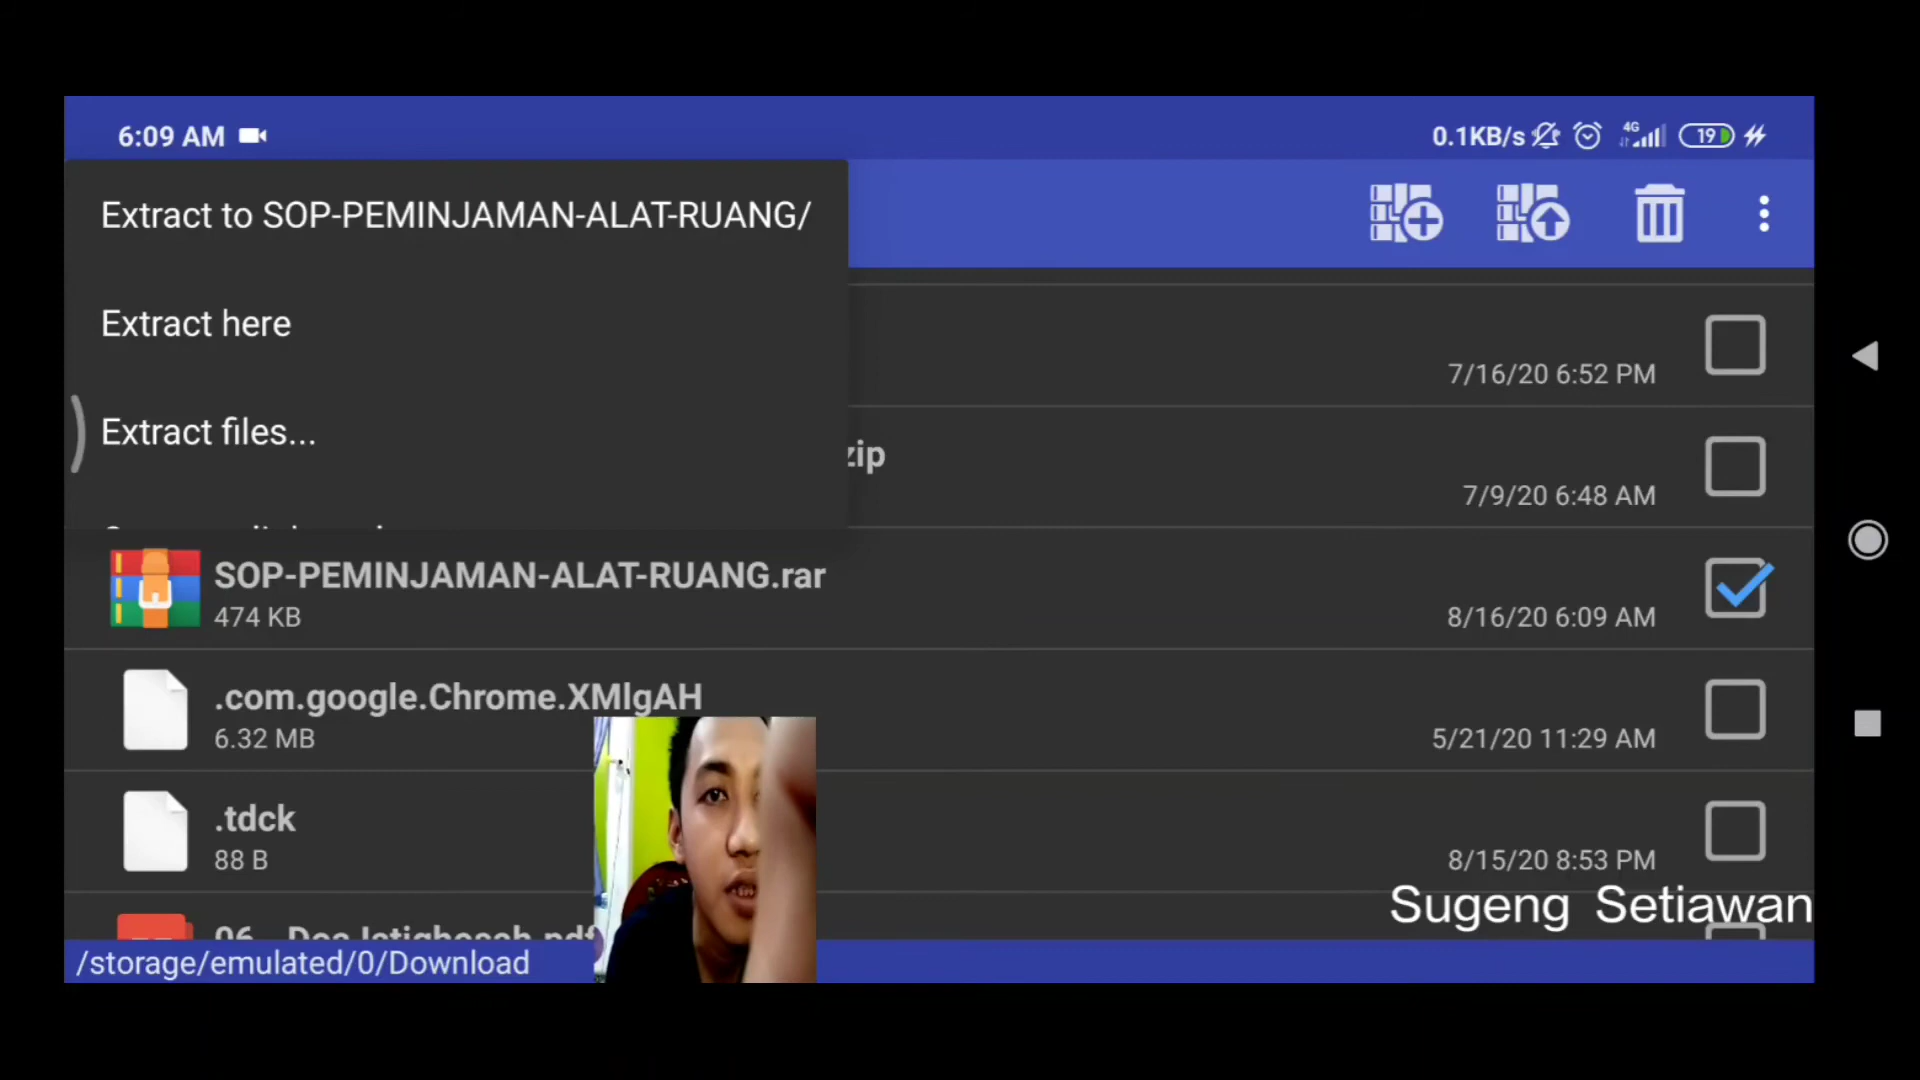 6:09 AM
0.1KB/s 4G 19
Extract to SOP-PEMINJAMAN-ALAT-RUANG/
Extract here
7/16/20 6:52 PM
Extract files...
zip
7/9/20 6:48 AM
SOP-PEMINJAMAN-ALAT-RUANG.rar
474 KB
8/16/20 6:09 AM
.com.google.Chrome.XMlgAH
6.32 MB
5/21/20 11:29 AM
.tdck
88 B
8/15/20 8:53 PM
Sugeng Setiawan
/storage/emulated/0/Download